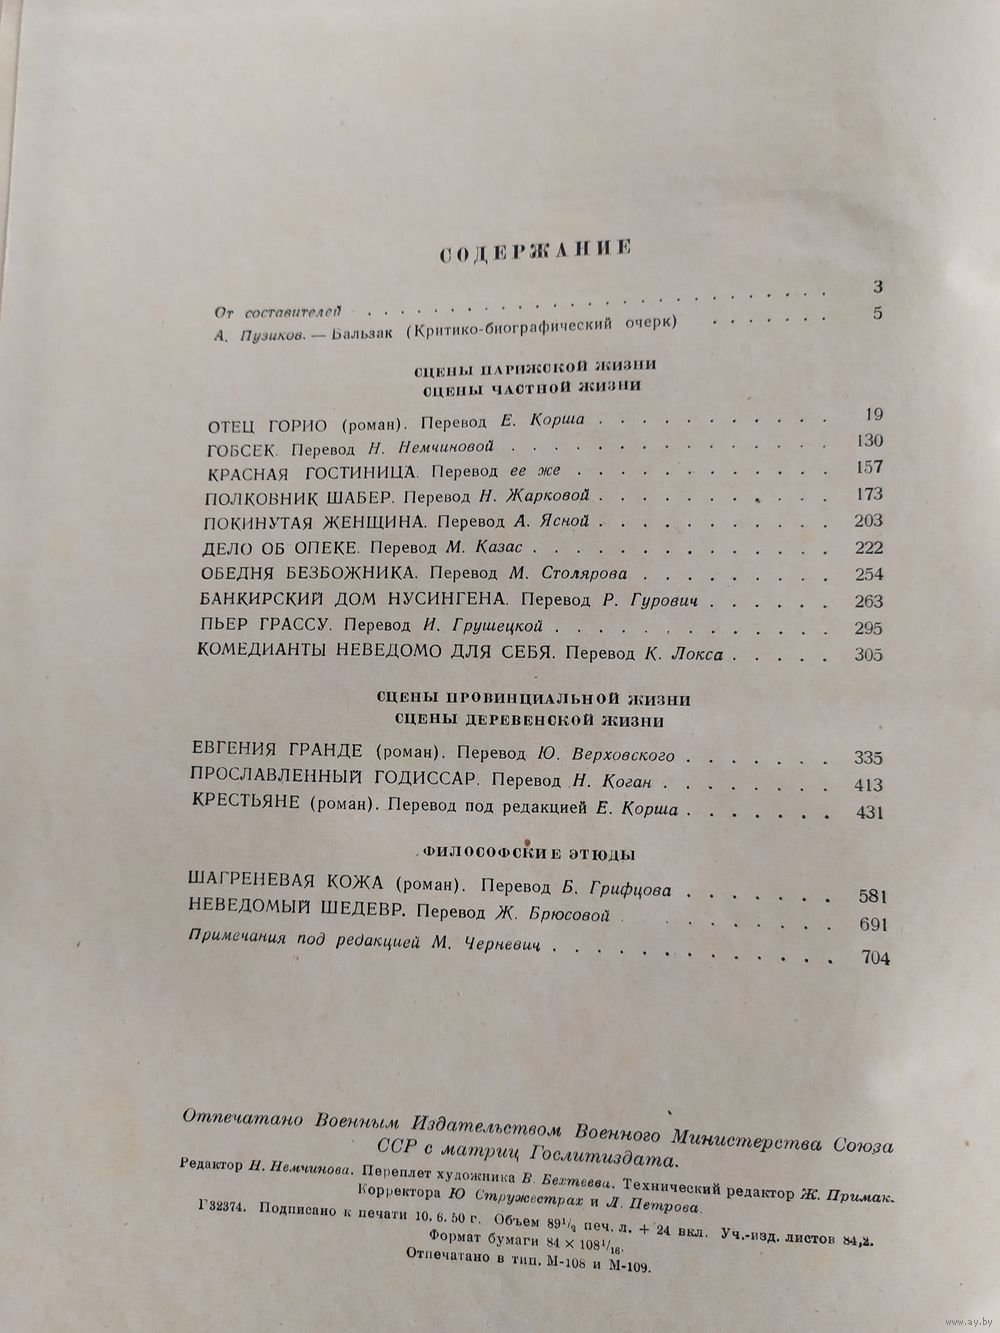 СОДЕРЖАНИЕ
От составителей . . . . . . . . . . . . . . . . . . . . 3
А. Пузиков. — Бальзак (Критико-биографический очерк) . . . . . . 5
СЦЕНЫ ПАРИЖСКОЙ ЖИЗНИ
СЦЕНЫ ЧАСТНОЙ ЖИЗНИ
ОТЕЦ ГОРИО (роман). Перевод Е. Корша . . . . . . . . . . . 19
ГОБСЕК. Перевод Н. Немчиновой . . . . . . . . . . . . . . 130
КРАСНАЯ ГОСТИНИЦА. Перевод ее же . . . . . . . . . . . . 157
ПОЛКОВНИК ШАБЕР. Перевод Н. Жарковой . . . . . . . . . . . 173
ПОКИНУТАЯ ЖЕНЩИНА. Перевод А. Ясной . . . . . . . . . . . 203
ДЕЛО ОБ ОПЕКЕ. Перевод М. Казас . . . . . . . . . . . . . 222
ОБЕДНЯ БЕЗБОЖНИКА. Перевод М. Столярова . . . . . . . . . 254
БАНКИРСКИЙ ДОМ НУСИНГЕНА. Перевод Р. Гурович . . . . . . 263
ПЬЕР ГРАССУ. Перевод И. Грушецкой . . . . . . . . . . . . 295
КОМЕДИАНТЫ НЕВЕДОМО ДЛЯ СЕБЯ. Перевод К. Локса . . . . . 305
СЦЕНЫ ПРОВИНЦИАЛЬНОЙ ЖИЗНИ
СЦЕНЫ ДЕРЕВЕНСКОЙ ЖИЗНИ
ЕВГЕНИЯ ГРАНДЕ (роман). Перевод Ю. Верховского . . . . . . . 335
ПРОСЛАВЛЕННЫЙ ГОДИССАР. Перевод Н. Коган . . . . . . . . 413
КРЕСТЬЯНЕ (роман). Перевод под редакцией Е. Корша . . . . . . . 431
ФИЛОСОФСКИЕ ЭТЮДЫ
ШАГРЕНЕВАЯ КОЖА (роман). Перевод Б. Грифцова . . . . . . . 581
НЕВЕДОМЫЙ ШЕДЕВР. Перевод Ж. Брюсовой . . . . . . . . 691
Примечания под редакцией М. Черневич . . . . . . . . . . . . . 704
Отпечатано Военным Издательством Военного Министерства Союза
ССР с матриц Гослитиздата.
Редактор Н. Немчинова. Переплет художника В. Бехтеева. Технический редактор Ж. Примак.
Корректора Ю Стружестрах и Л. Петрова.
Г32374. Подписано к печати 10. 6. 50 г. Объем 89¹/₂ печ. л. + 24 вкл. Уч.-изд. листов 84,2.
Формат бумаги 84 × 108¹/₁₆.
Отпечатано в тип. М-108 и М-109.
www.ay.by